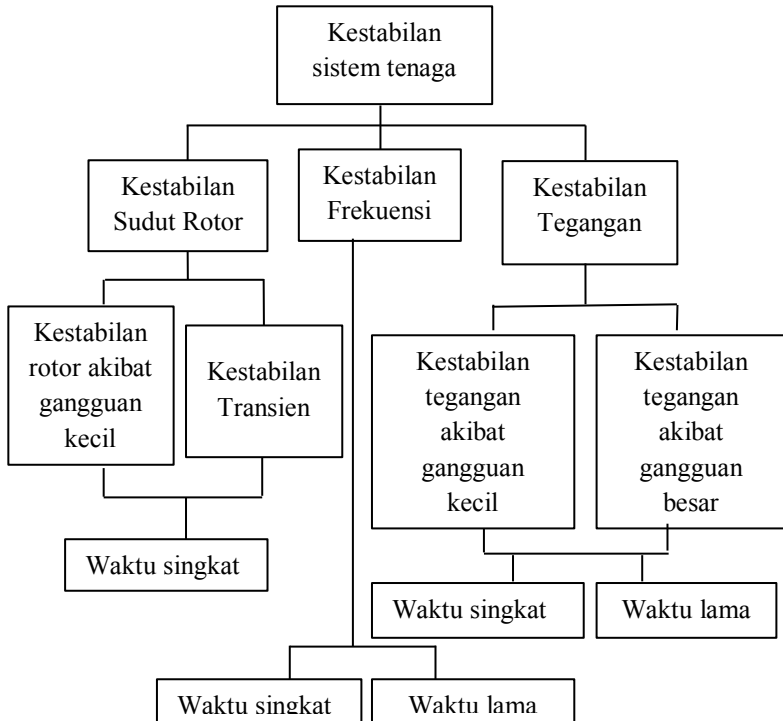 Kestabilan
sistem tenaga
Kestabilan
Sudut Rotor
Kestabilan
Frekuensi
Kestabilan
Tegangan
Kestabilan
rotor akibat
gangguan
kecil
Kestabilan
Transien
Kestabilan
tegangan
akibat
gangguan
kecil
Kestabilan
tegangan
akibat
gangguan
besar
Waktu singkat
Waktu singkat
Waktu lama
Waktu singkat
Waktu lama